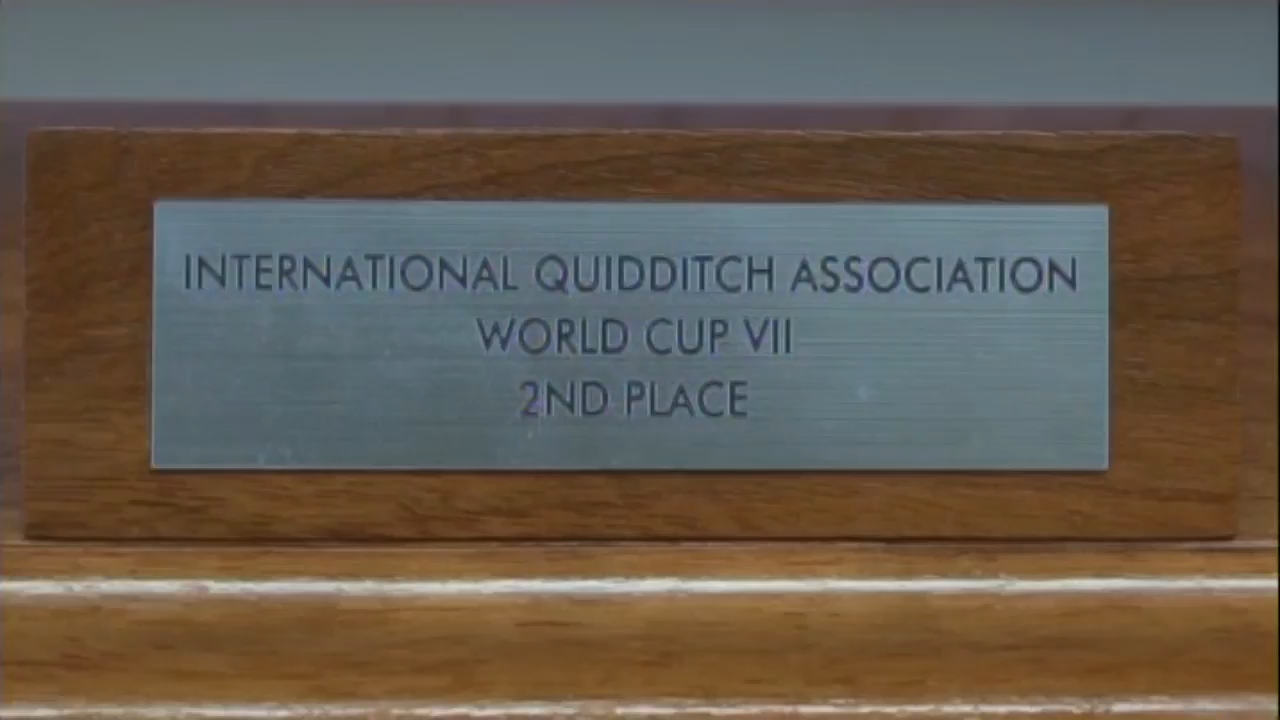 INTERNATIONAL QUIDDITCH ASSOCIATION
WORLD CUP VII
2ND PLACE